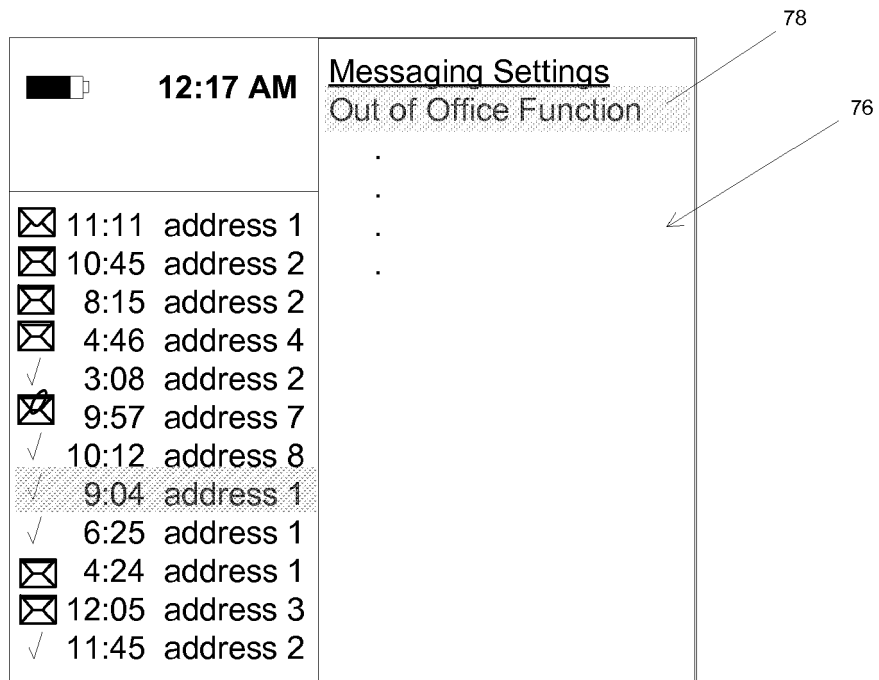 78
76
12:17 AM
Messaging Settings
Out of Office Function
.
.
.
.
11:11 address 1
10:45 address 2
8:15 address 2
4:46 address 4
3:08 address 2
9:57 address 7
10:12 address 8
9:04 address 1
6:25 address 1
4:24 address 1
12:05 address 3
11:45 address 2